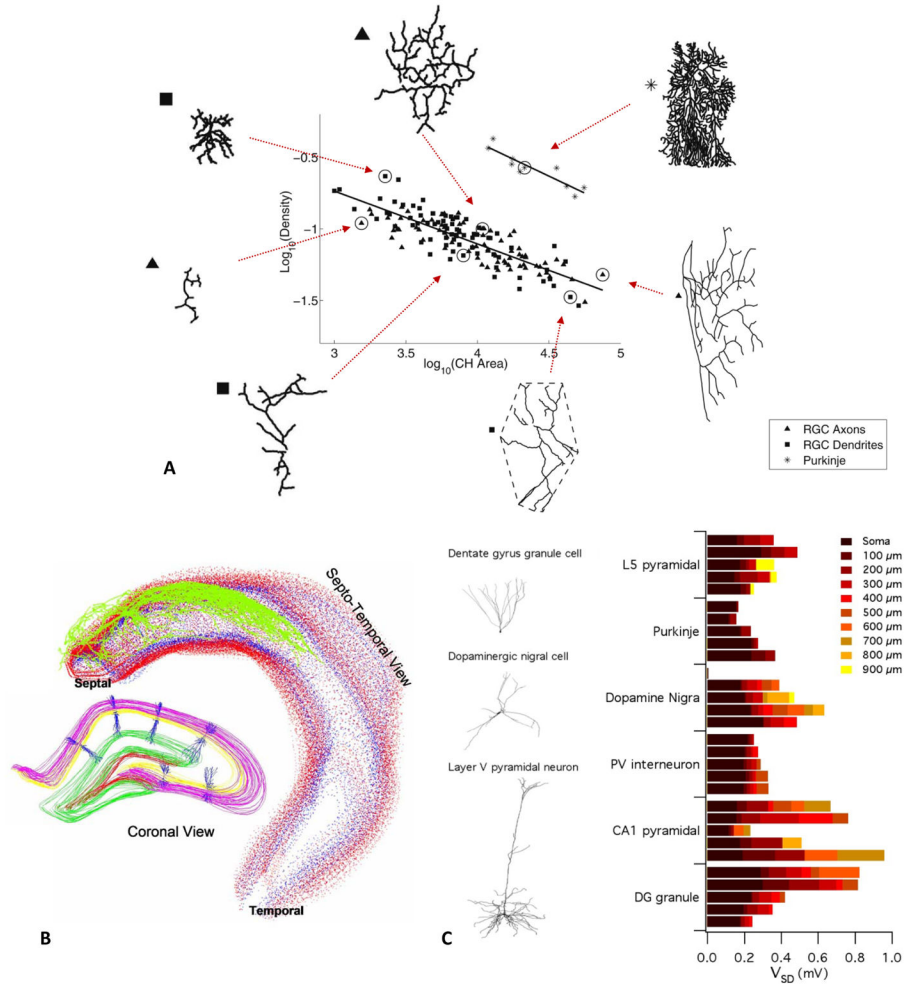 −0.5
−1
−1.5
Log10(Density)
3
3.5
4
4.5
5
log10(CH Area)
RGC Axons
RGC Dendrites
Purkinje
A
Septo-Temporal View
Septal
Coronal View
Temporal
B
Dentate gyrus granule cell
Dopaminergic nigral cell
Layer V pyramidal neuron
C
L5 pyramidal
Purkinje
Dopamine Nigra
PV interneuron
CA1 pyramidal
DG granule
0.0 0.2 0.4 0.6 0.8 1.0
VSD (mV)
Soma
100 µm
200 µm
300 µm
400 µm
500 µm
600 µm
700 µm
800 µm
900 µm